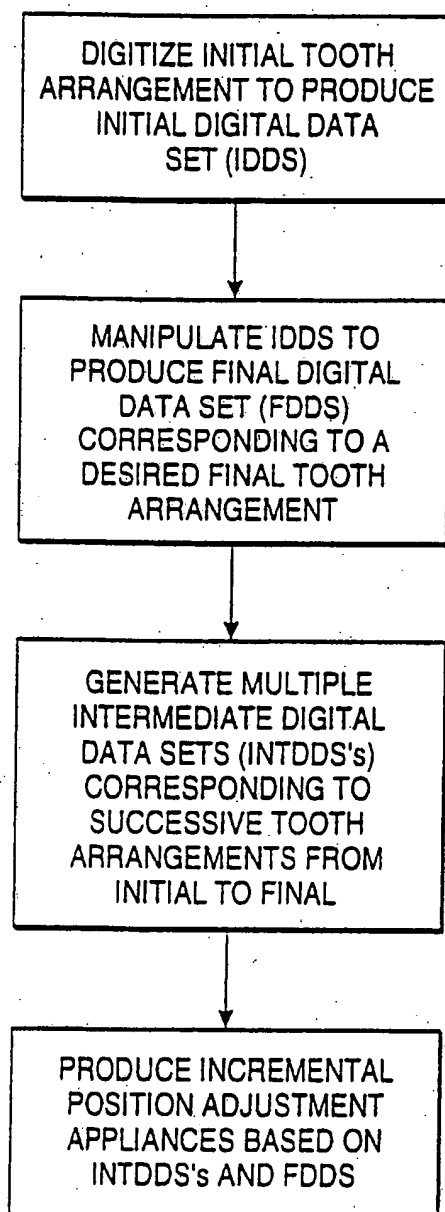 DIGITIZE INITIAL TOOTH
ARRANGEMENT TO PRODUCE
INITIAL DIGITAL DATA
SET (IDDS)
MANIPULATE IDDS TO
PRODUCE FINAL DIGITAL
DATA SET (FDDS)
CORRESPONDING TO A
DESIRED FINAL TOOTH
ARRANGEMENT
GENERATE MULTIPLE
INTERMEDIATE DIGITAL
DATA SETS (INTDDS's)
CORRESPONDING TO
SUCCESSIVE TOOTH
ARRANGEMENTS FROM
INITIAL TO FINAL
PRODUCE INCREMENTAL
POSITION ADJUSTMENT
APPLIANCES BASED ON
INTDDS's AND FDDS